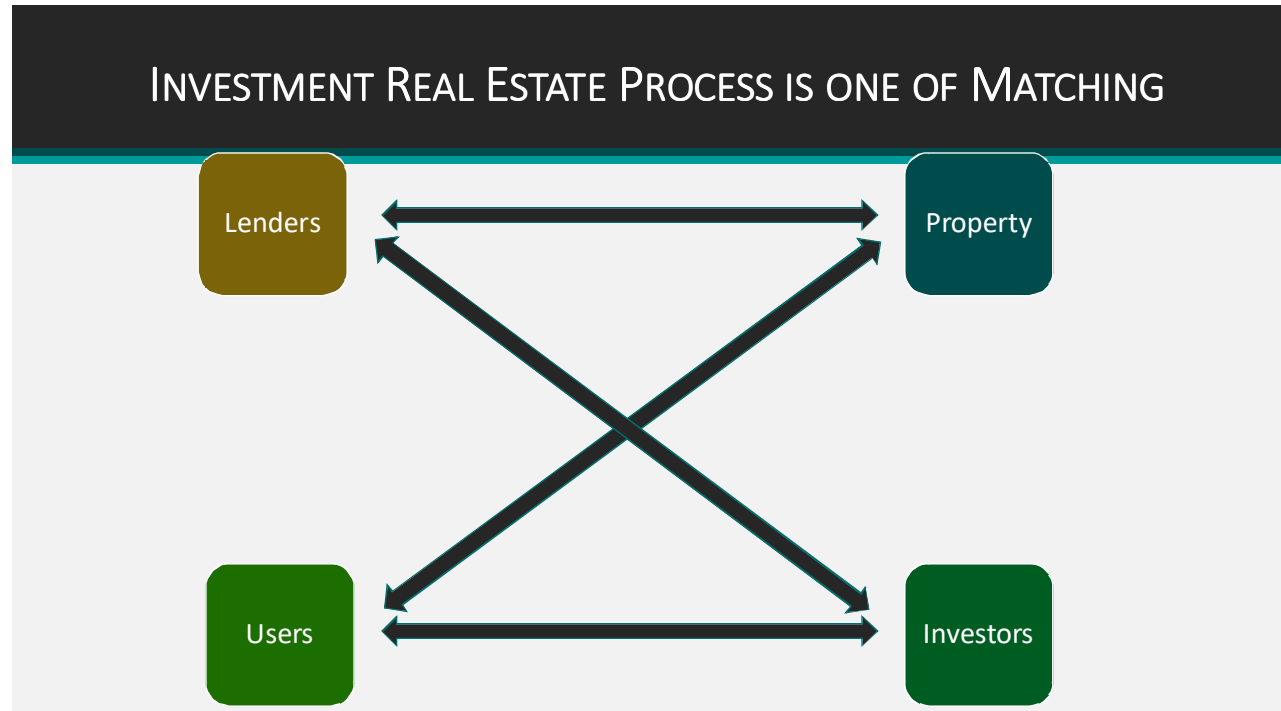 Investment Real Estate Process is one of Matching
Lenders
Property
Users
Investors